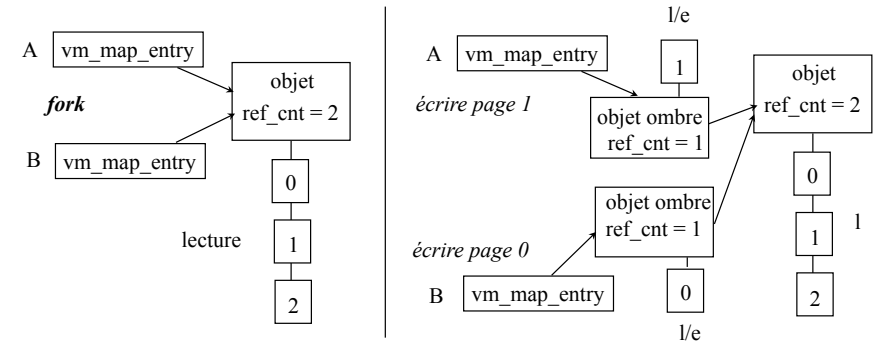 A
vm_map_entry
fork
B
vm_map_entry
objet
ref_cnt = 2
0
lecture
1
2
l/e
A
vm_map_entry
1
écrire page 1
objet ombre
ref_cnt = 1
objet
ref_cnt = 2
0
1
l
2
objet ombre
ref_cnt = 1
écrire page 0
B
vm_map_entry
0
l/e